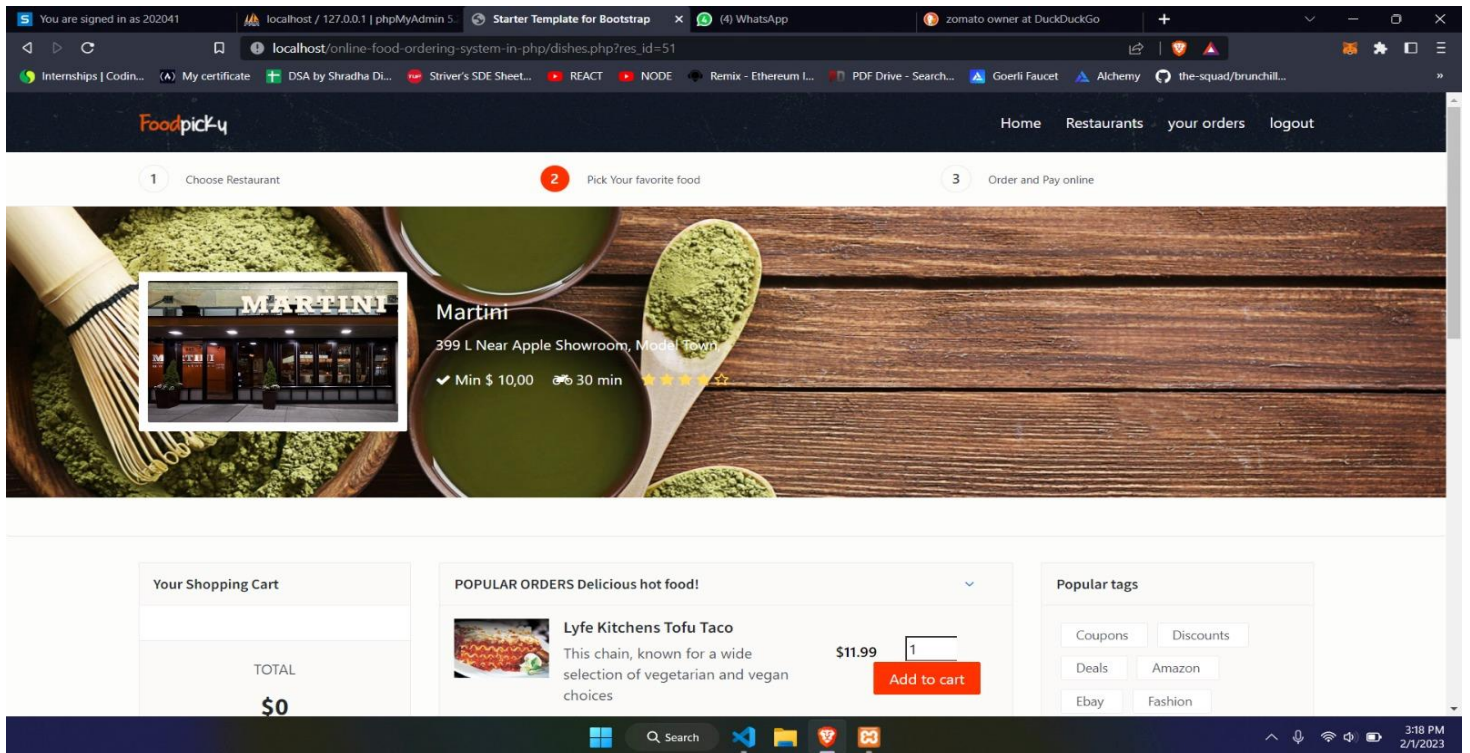 You are signed in as 202041
localhost / 127.0.0.1 | phpMyAdmin 5.
Starter Template for Bootstrap
(4) WhatsApp
zomato owner at DuckDuckGo
localhost/online-food-ordering-system-in-php/dishes.php?res_id=51
Internships | Codin...
My certificate
DSA by Shradha Di...
Striver's SDE Sheet...
REACT
NODE
Remix - Ethereum I...
PDF Drive - Search...
Goerli Faucet
Alchemy
the-squad/brunchill...
»
Foodpicky
Home Restaurants your orders logout
1 Choose Restaurant
2 Pick Your favorite food
3 Order and Pay online
MARTINI
Martini
399 L Near Apple Showroom, Model Town,
Min $ 10,00 30 min
Your Shopping Cart
TOTAL
$0
POPULAR ORDERS Delicious hot food!
Lyfe Kitchens Tofu Taco
This chain, known for a wide
selection of vegetarian and vegan
choices
$11.99
1
Add to cart
Popular tags
Coupons Discounts
Deals Amazon
Ebay Fashion
Search
3:18 PM
2/1/2023